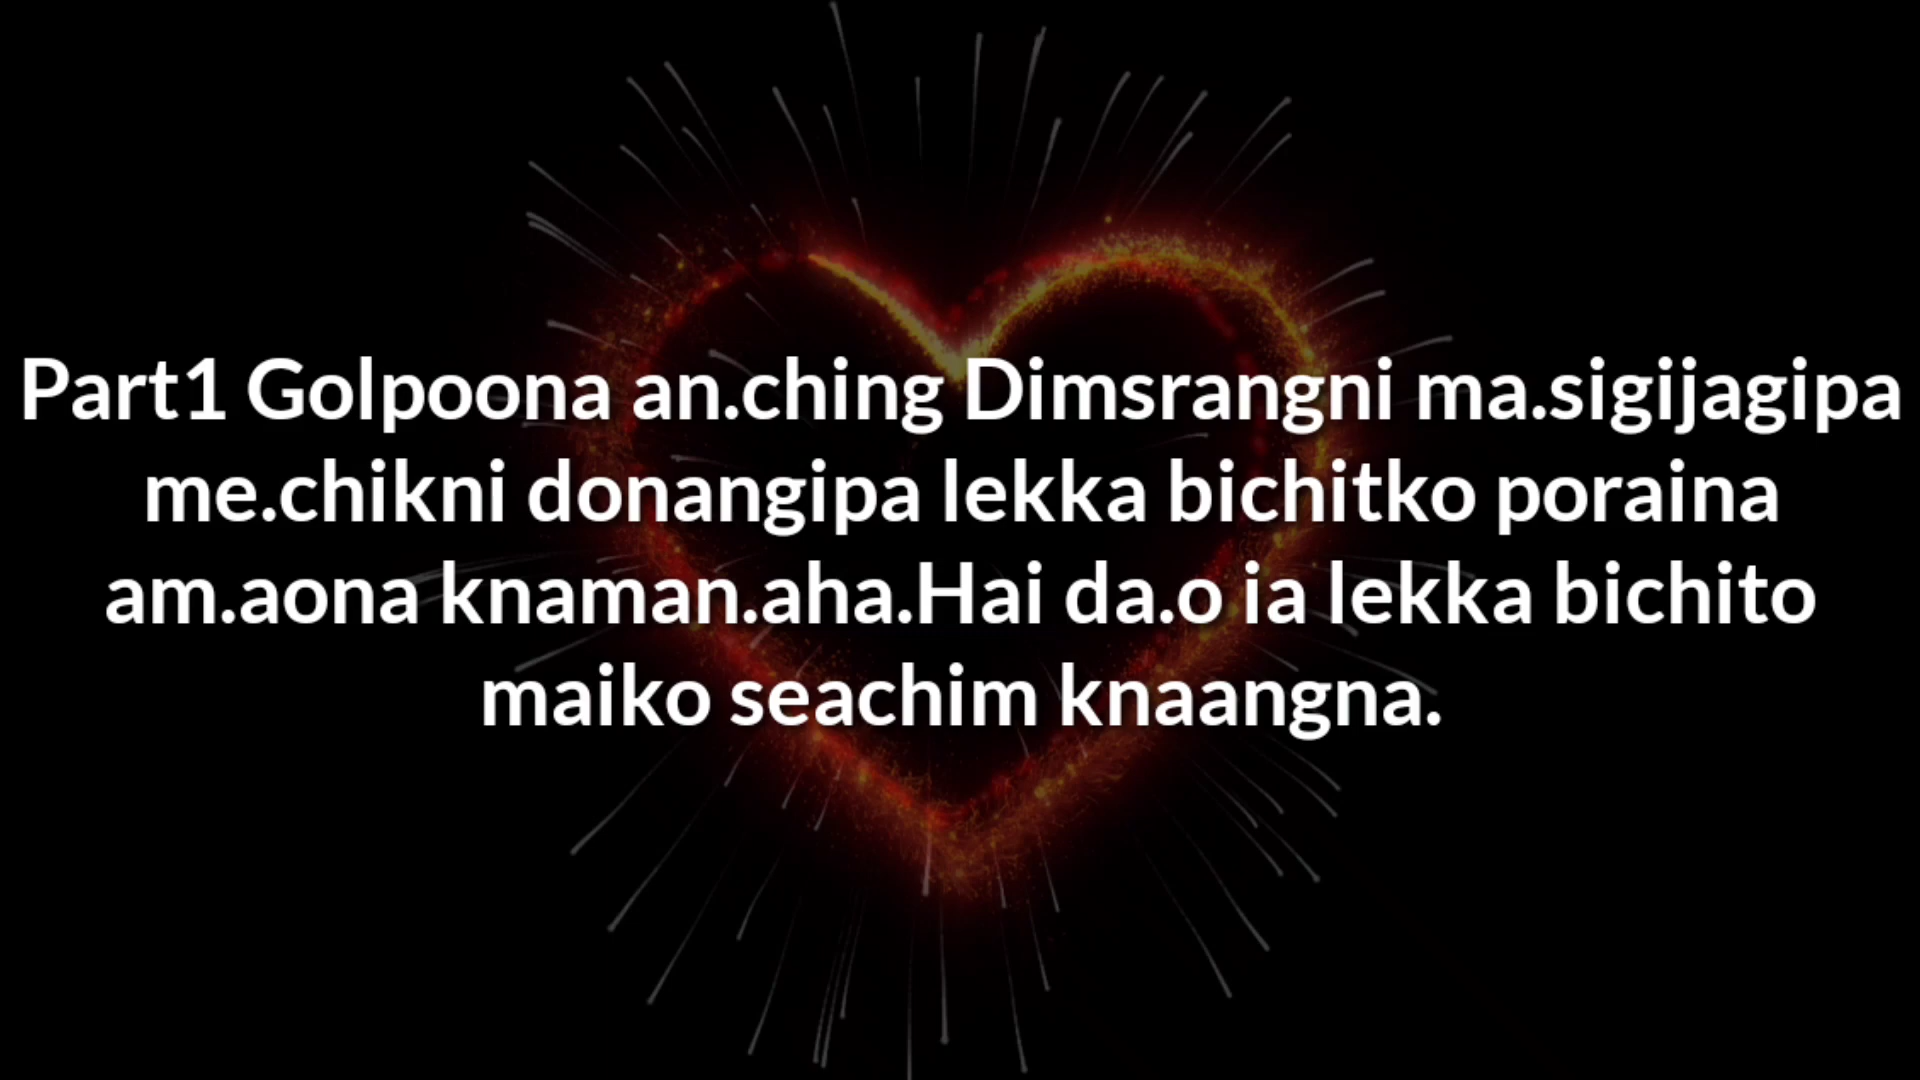 Part1 Golpoona an.ching Dimsrangni ma.sigijagipa
me.chikni donangipa lekka bichitko poraina
am.aona knaman.aha.Hai da.o ia lekka bichito
maiko seachim knaangna.